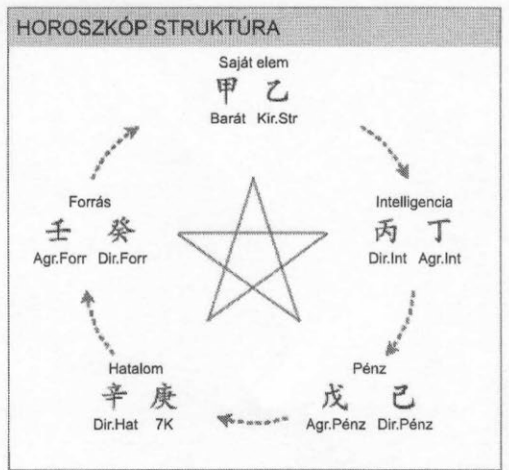 HOROSZKÓP STRUKTÚRA
Saját elem
甲 乙
Barát Kir.Str
Intelligencia
丙 丁
Dir.Int Agr.Int
Pénz
戊 己
Agr.Pénz Dir.Pénz
Hatalom
辛 庚
Dir.Hat 7K
Forrás
壬 癸
Agr.Forr Dir.Forr